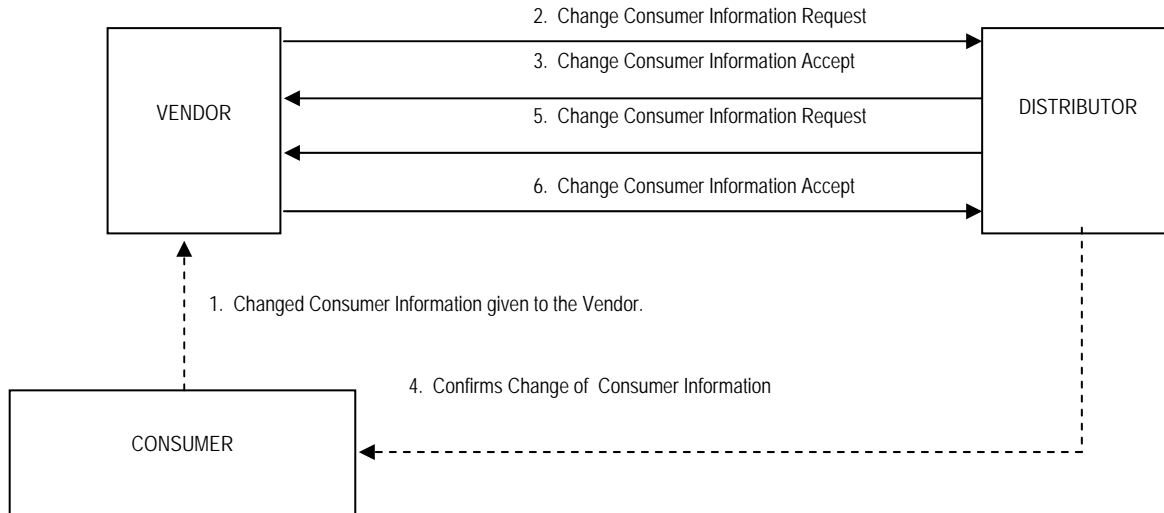 2. Change Consumer Information Request
3. Change Consumer Information Accept
VENDOR
DISTRIBUTOR
5. Change Consumer Information Request
6. Change Consumer Information Accept
1. Changed Consumer Information given to the Vendor.
4. Confirms Change of Consumer Information
CONSUMER